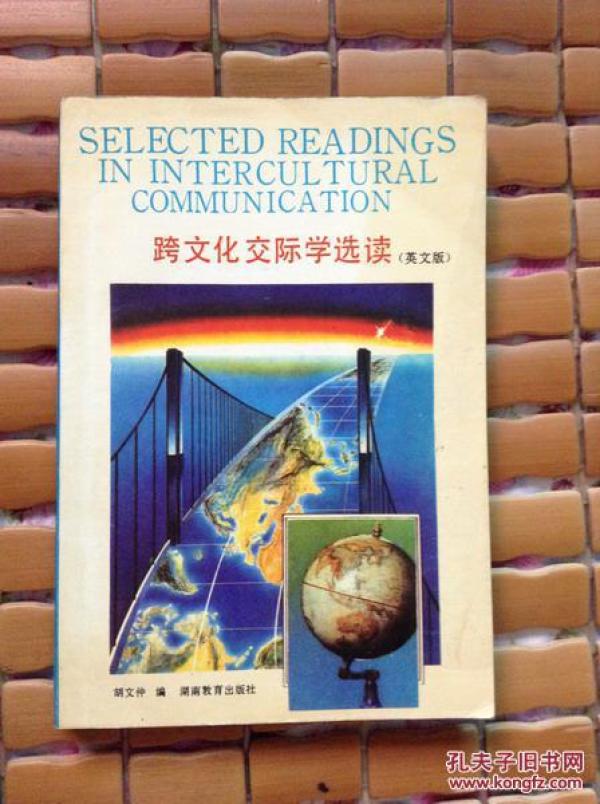 SELECTED READINGS
IN INTERCULTURAL
COMMUNICATION
跨文化交际学选读(英文版)
胡文仲 编 湖南教育出版社
孔夫子旧书网
www.kongfz.com